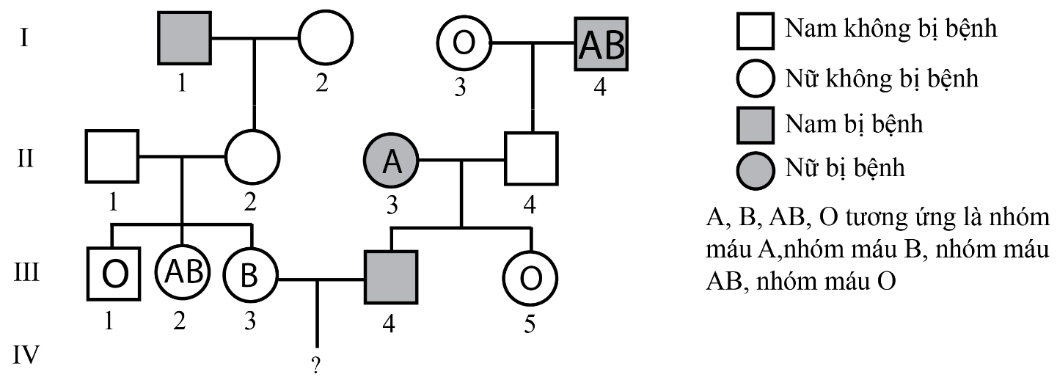 I
O
AB
1
2
3
4
II
A
1
2
3
4
III
O
AB
B
O
1
2
3
4
5
IV
?
Nam không bị bệnh
Nữ không bị bệnh
Nam bị bệnh
Nữ bị bệnh
A, B, AB, O tương ứng là nhóm
máu A,nhóm máu B, nhóm máu
AB, nhóm máu O